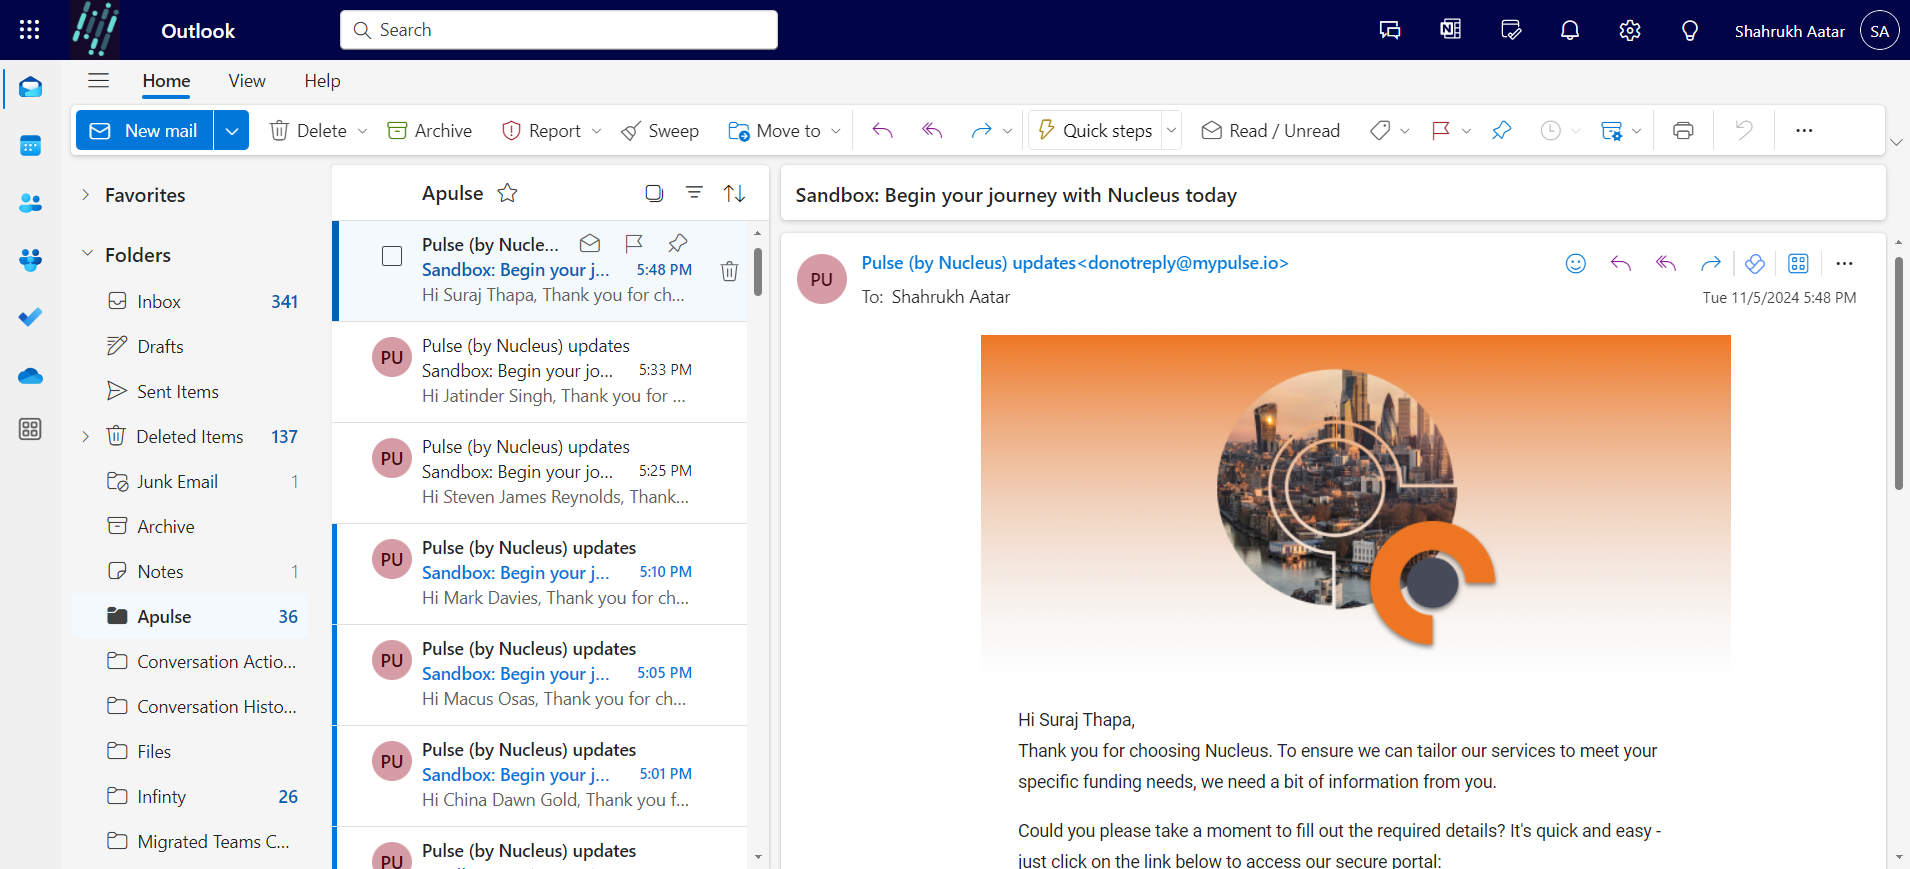 Outlook
Search
Shahrukh Aatar
SA
Home
View
Help
New mail
Delete
Archive
Report
Sweep
Move to
Quick steps
Read / Unread
Favorites
Folders
Inbox 341
Drafts
Sent Items
Deleted Items 137
Junk Email 1
Archive
Notes 1
Apulse 36
Conversation Actio...
Conversation Histo...
Files
Infinty 26
Migrated Teams C...
Apulse
Pulse (by Nucle...
Sandbox: Begin your j... 5:48 PM
Hi Suraj Thapa, Thank you for ch...
PU
Pulse (by Nucleus) updates
Sandbox: Begin your jo... 5:33 PM
Hi Jatinder Singh, Thank you for ...
PU
Pulse (by Nucleus) updates
Sandbox: Begin your jo... 5:25 PM
Hi Steven James Reynolds, Thank...
PU
Pulse (by Nucleus) updates
Sandbox: Begin your j... 5:10 PM
Hi Mark Davies, Thank you for ch...
PU
Pulse (by Nucleus) updates
Sandbox: Begin your j... 5:05 PM
Hi Macus Osas, Thank you for ch...
PU
Pulse (by Nucleus) updates
Sandbox: Begin your j... 5:01 PM
Hi China Dawn Gold, Thank you f...
PU
Pulse (by Nucleus) updates
Sandbox: Begin your journey with Nucleus today
PU
Pulse (by Nucleus) updates<donotreply@mypulse.io>
To: Shahrukh Aatar
Tue 11/5/2024 5:48 PM
Hi Suraj Thapa,
Thank you for choosing Nucleus. To ensure we can tailor our services to meet your
specific funding needs, we need a bit of information from you.
Could you please take a moment to fill out the required details? It's quick and easy -
just click on the link below to access our secure portal: